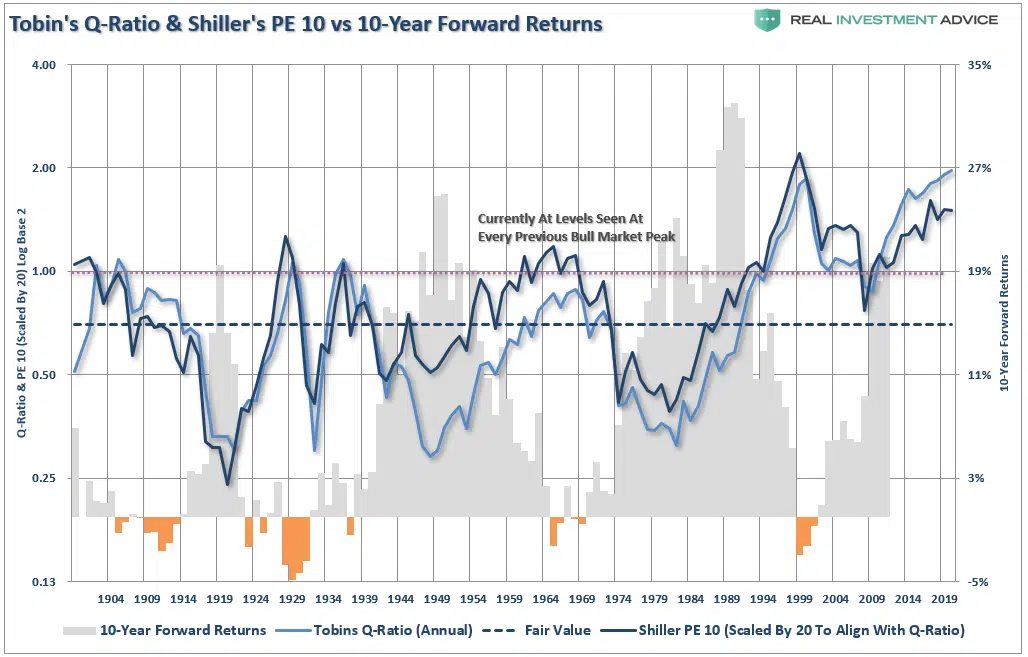 Tobin's Q-Ratio & Shiller's PE 10 vs 10-Year Forward Returns
REAL INVESTMENT ADVICE
4.00
2.00
1.00
0.50
0.25
0.13
Q-Ratio & PE 10 (Scaled By 20) Log Base 2
Currently At Levels Seen At
Every Previous Bull Market Peak
35%
27%
19%
11%
3%
-5%
10-Year Forward Returns
1904 1909 1914 1919 1924 1929 1934 1939 1944 1949 1954 1959 1964 1969 1974 1979 1984 1989 1994 1999 2004 2009 2014 2019
10-Year Forward Returns Tobins Q-Ratio (Annual) Fair Value Shiller PE 10 (Scaled By 20 To Align With Q-Ratio)